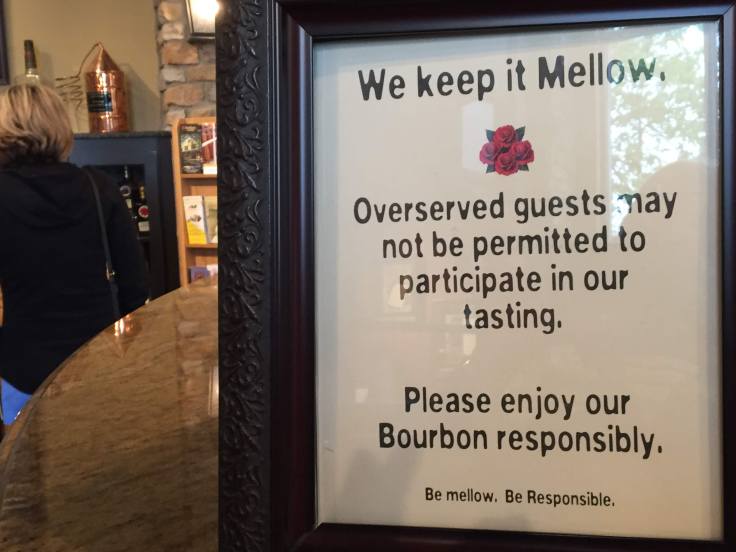 We keep it Mellow.
Overserved guests may
not be permitted to
participate in our
tasting.
Please enjoy our
Bourbon responsibly.
Be mellow. Be Responsible.